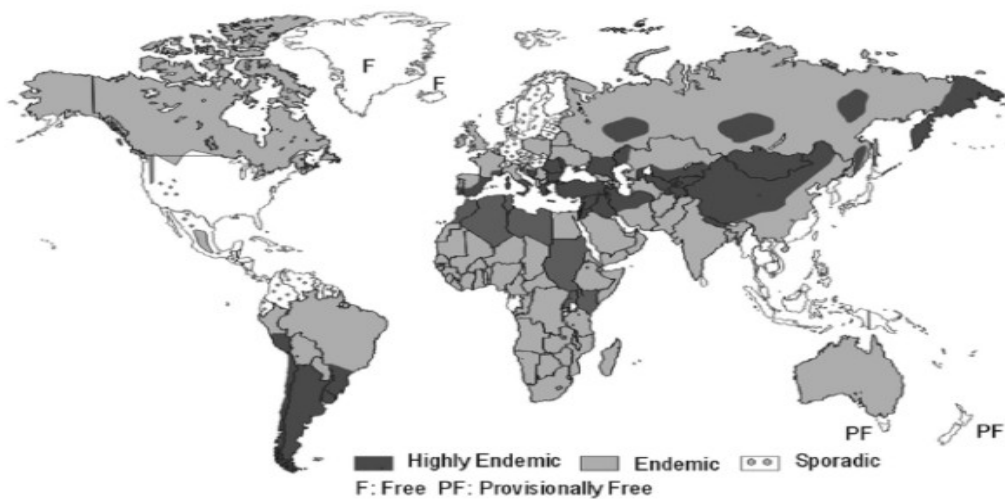 F
F
PF
PF
Highly Endemic Endemic Sporadic
F: Free PF: Provisionally Free